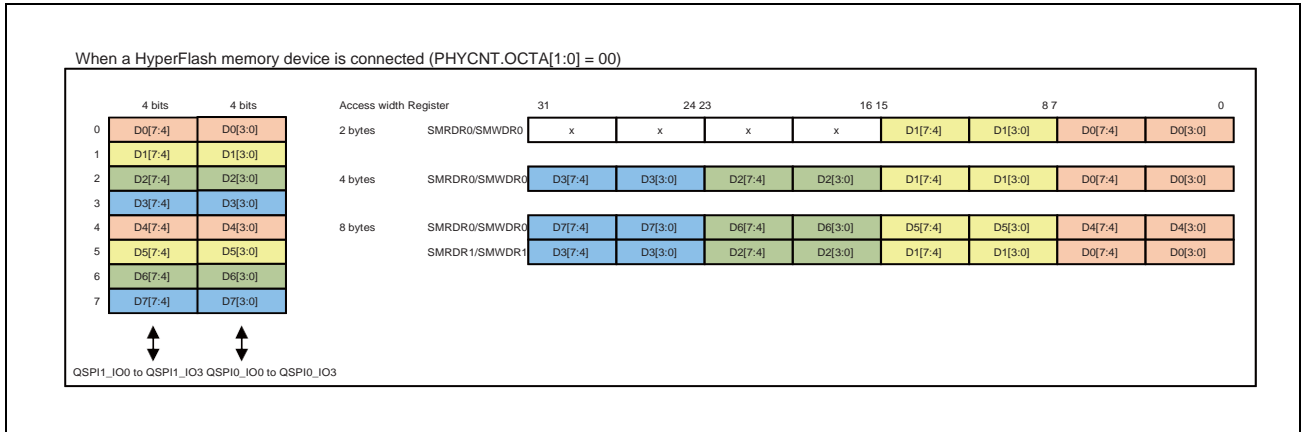 When a HyperFlash memory device is connected (PHYCNT.OCTA[1:0] = 00)
4 bits 4 bits Access width Register 31 24 23 16 15 8 7 0
0 D0[7:4] D0[3:0] 2 bytes SMRDR0/SMWDR0 x x x x D1[7:4] D1[3:0] D0[7:4] D0[3:0]
1 D1[7:4] D1[3:0]
2 D2[7:4] D2[3:0] 4 bytes SMRDR0/SMWDR0 D3[7:4] D3[3:0] D2[7:4] D2[3:0] D1[7:4] D1[3:0] D0[7:4] D0[3:0]
3 D3[7:4] D3[3:0]
4 D4[7:4] D4[3:0] 8 bytes SMRDR0/SMWDR0 D7[7:4] D7[3:0] D6[7:4] D6[3:0] D5[7:4] D5[3:0] D4[7:4] D4[3:0]
5 D5[7:4] D5[3:0] SMRDR1/SMWDR1 D3[7:4] D3[3:0] D2[7:4] D2[3:0] D1[7:4] D1[3:0] D0[7:4] D0[3:0]
6 D6[7:4] D6[3:0]
7 D7[7:4] D7[3:0]
QSPI1_IO0 to QSPI1_IO3 QSPI0_IO0 to QSPI0_IO3